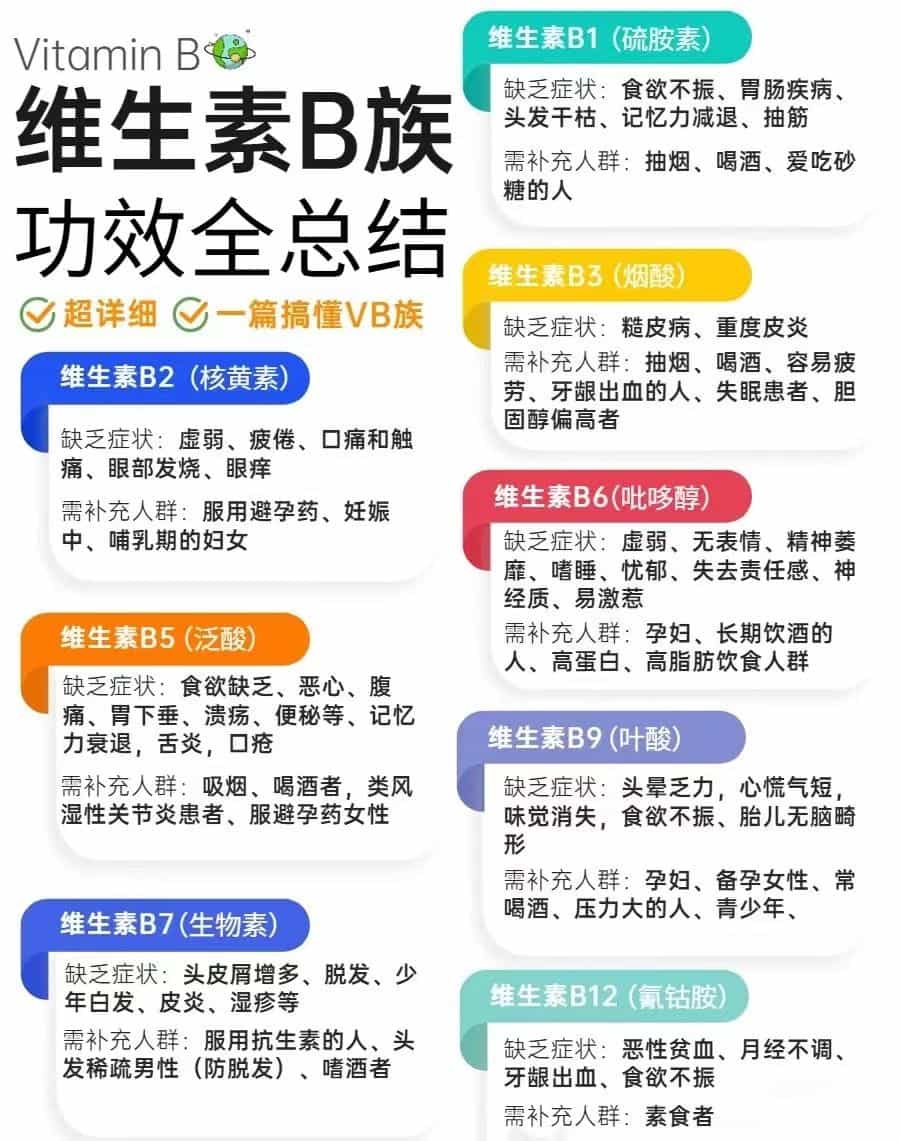 Vitamin B
维生素B族
功效全总结
超详细 一篇搞懂VB族
维生素B1（硫胺素）
缺乏症状：食欲不振、胃肠疾病、
头发干枯、记忆力减退、抽筋
需补充人群：抽烟、喝酒、爱吃砂
糖的人
维生素B2（核黄素）
缺乏症状：虚弱、疲倦、口痛和触
痛、眼部发烧、眼痒
需补充人群：服用避孕药、妊娠
中、哺乳期的妇女
维生素B3（烟酸）
缺乏症状：糙皮病、重度皮炎
需补充人群：抽烟、喝酒、容易疲
劳、牙龈出血的人、失眠患者、胆
固醇偏高者
维生素B5（泛酸）
缺乏症状：食欲缺乏、恶心、腹
痛、胃下垂、溃疡、便秘等、记忆
力衰退，舌炎，口疮
需补充人群：吸烟、喝酒者，类风
湿性关节炎患者、服避孕药女性
维生素B6(吡哆醇)
缺乏症状：虚弱、无表情、精神萎
靡、嗜睡、忧郁、失去责任感、神
经质、易激惹
需补充人群：孕妇、长期饮酒的
人、高蛋白、高脂肪饮食人群
维生素B7(生物素)
缺乏症状：头皮屑增多、脱发、少
年白发、皮炎、湿疹等
需补充人群：服用抗生素的人、头
发稀疏男性（防脱发）、嗜酒者
维生素B9(叶酸)
缺乏症状：头晕乏力，心慌气短，
味觉消失，食欲不振、胎儿无脑畸
形
需补充人群：孕妇、备孕女性、常
喝酒、压力大的人、青少年、
维生素B12（氰钴胺）
缺乏症状：恶性贫血、月经不调、
牙龈出血、食欲不振
需补充人群：素食者